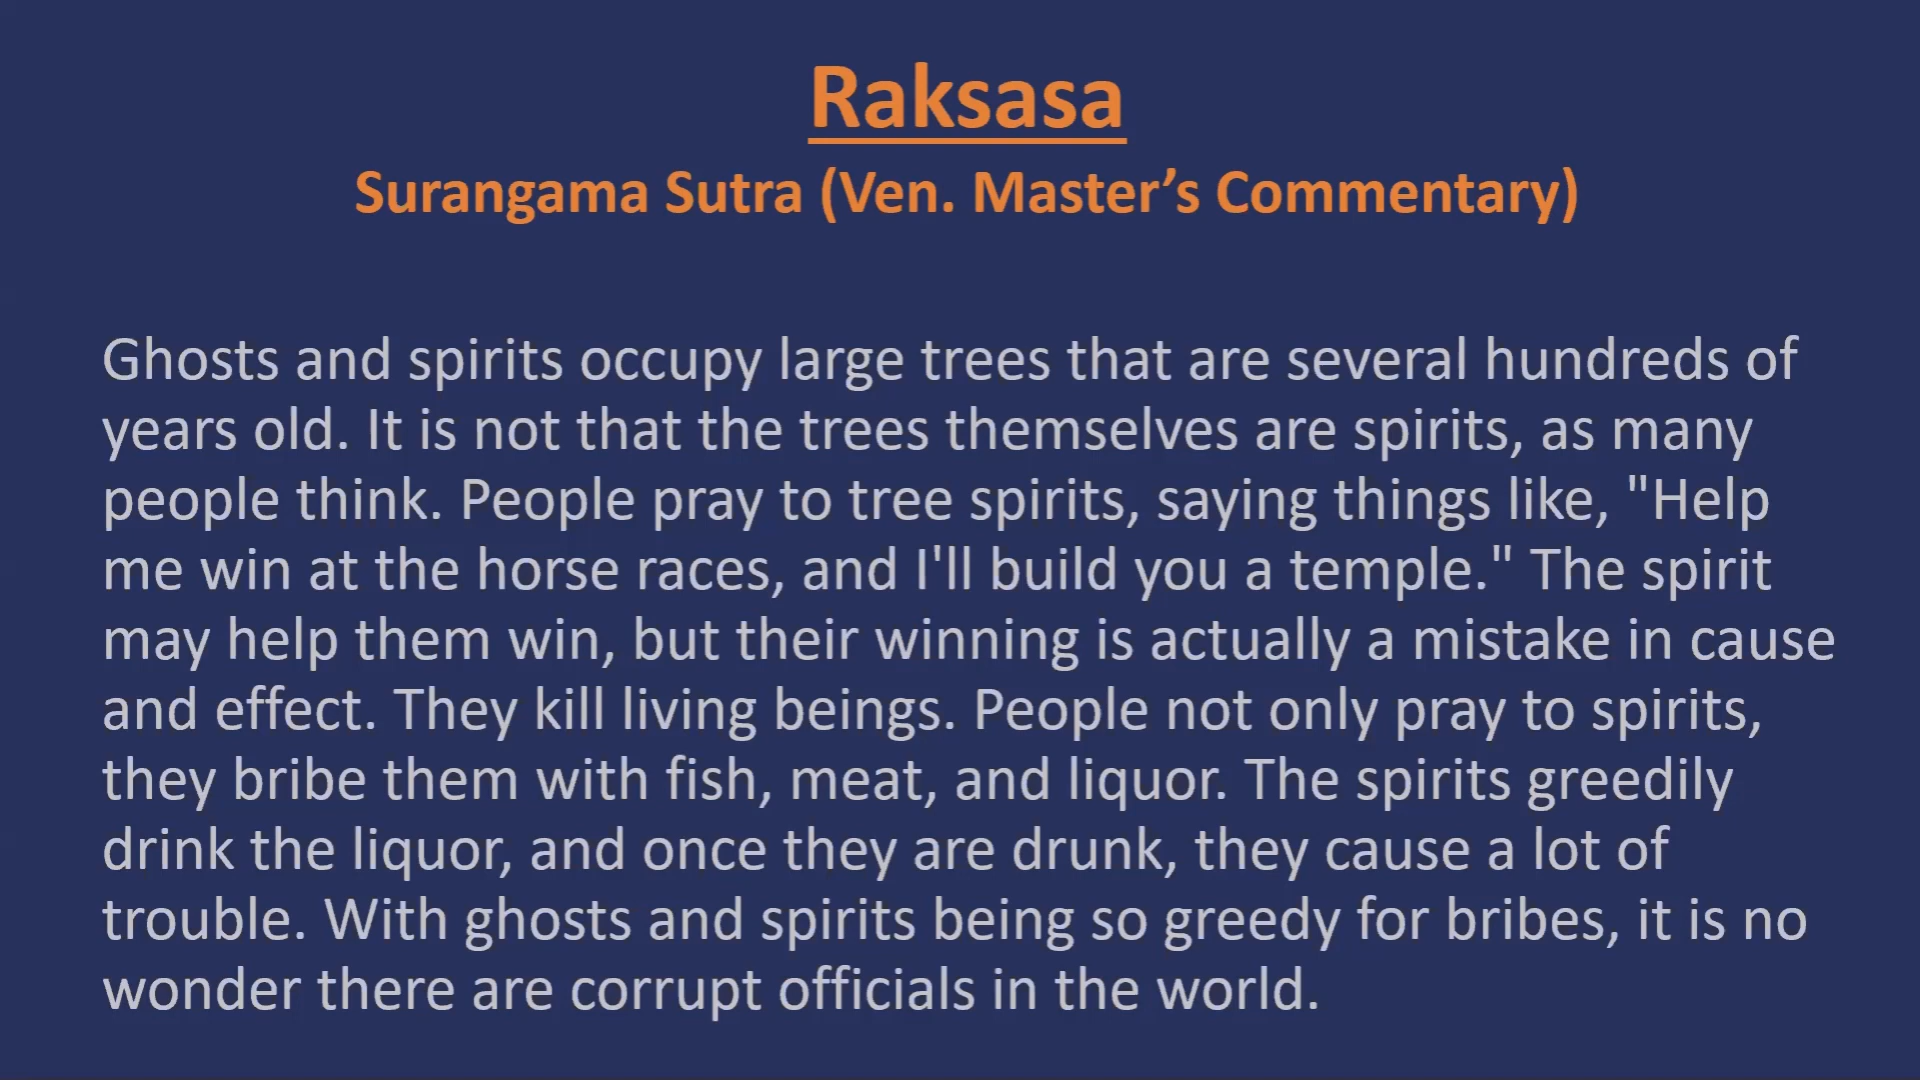 Raksasa
Surangama Sutra (Ven. Master’s Commentary)
Ghosts and spirits occupy large trees that are several hundreds of
years old. It is not that the trees themselves are spirits, as many
people think. People pray to tree spirits, saying things like, "Help
me win at the horse races, and I'll build you a temple." The spirit
may help them win, but their winning is actually a mistake in cause
and effect. They kill living beings. People not only pray to spirits,
they bribe them with fish, meat, and liquor. The spirits greedily
drink the liquor, and once they are drunk, they cause a lot of
trouble. With ghosts and spirits being so greedy for bribes, it is no
wonder there are corrupt officials in the world.